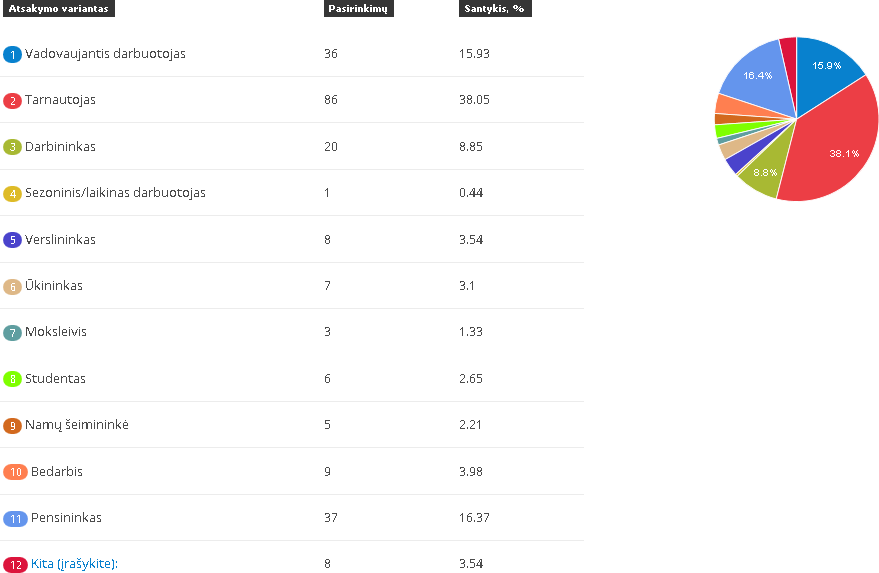 Atsakymo variantas Pasirinkimų Santykis, %
1 Vadovaujantis darbuotojas 36 15.93
2 Tarnautojas 86 38.05
3 Darbininkas 20 8.85
4 Sezoninis/laikinas darbuotojas 1 0.44
5 Verslininkas 8 3.54
6 Ūkininkas 7 3.1
7 Moksleivis 3 1.33
8 Studentas 6 2.65
9 Namų šeimininkė 5 2.21
10 Bedarbis 9 3.98
11 Pensininkas 37 16.37
12 Kita (įrašykite): 8 3.54
15.9%
16.4%
38.1%
8.8%